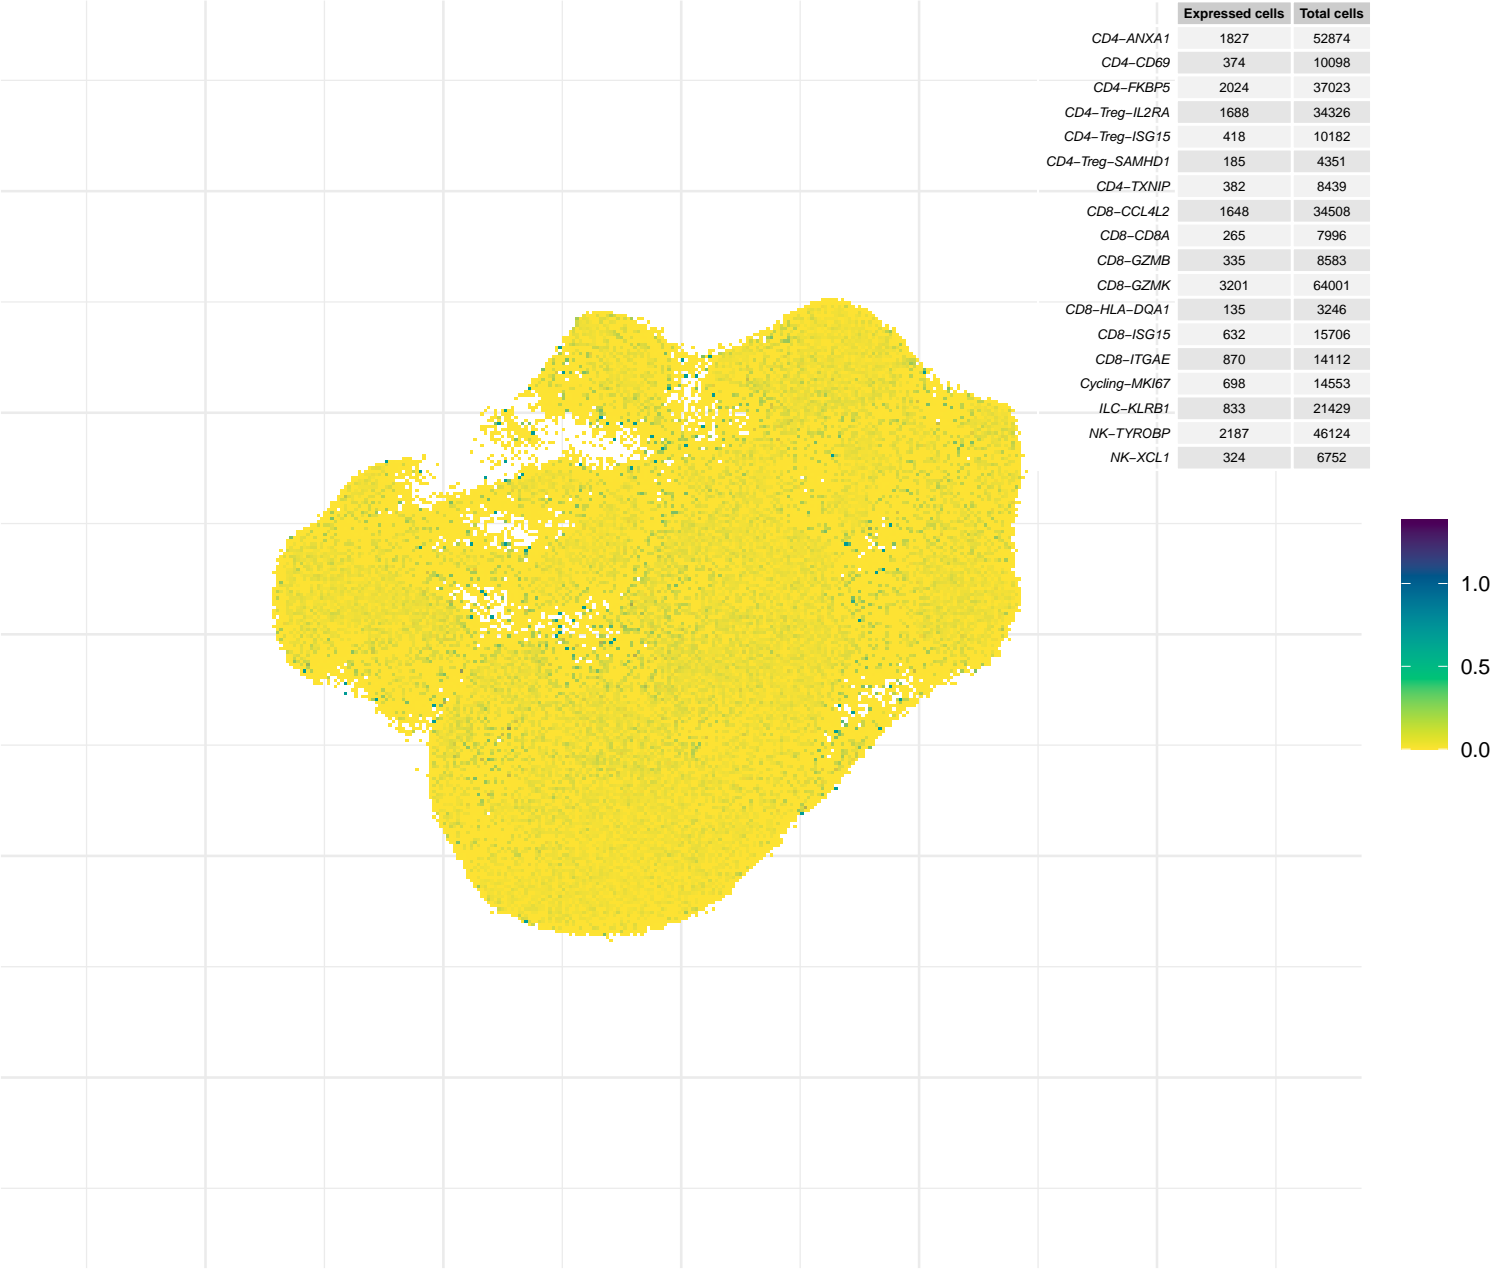 Expressed cells Total cells
CD4−ANXA1 1827 52874
CD4−CD69 374 10098
CD4−FKBP5 2024 37023
CD4−Treg−IL2RA 1688 34326
CD4−Treg−ISG15 418 10182
CD4−Treg−SAMHD1 185 4351
CD4−TXNIP 382 8439
CD8−CCL4L2 1648 34508
CD8−CD8A 265 7996
CD8−GZMB 335 8583
CD8−GZMK 3201 64001
CD8−HLA−DQA1 135 3246
CD8−ISG15 632 15706
CD8−ITGAE 870 14112
Cycling−MKI67 698 14553
ILC−KLRB1 833 21429
NK−TYROBP 2187 46124
NK−XCL1 324 6752
1.0
0.5
0.0